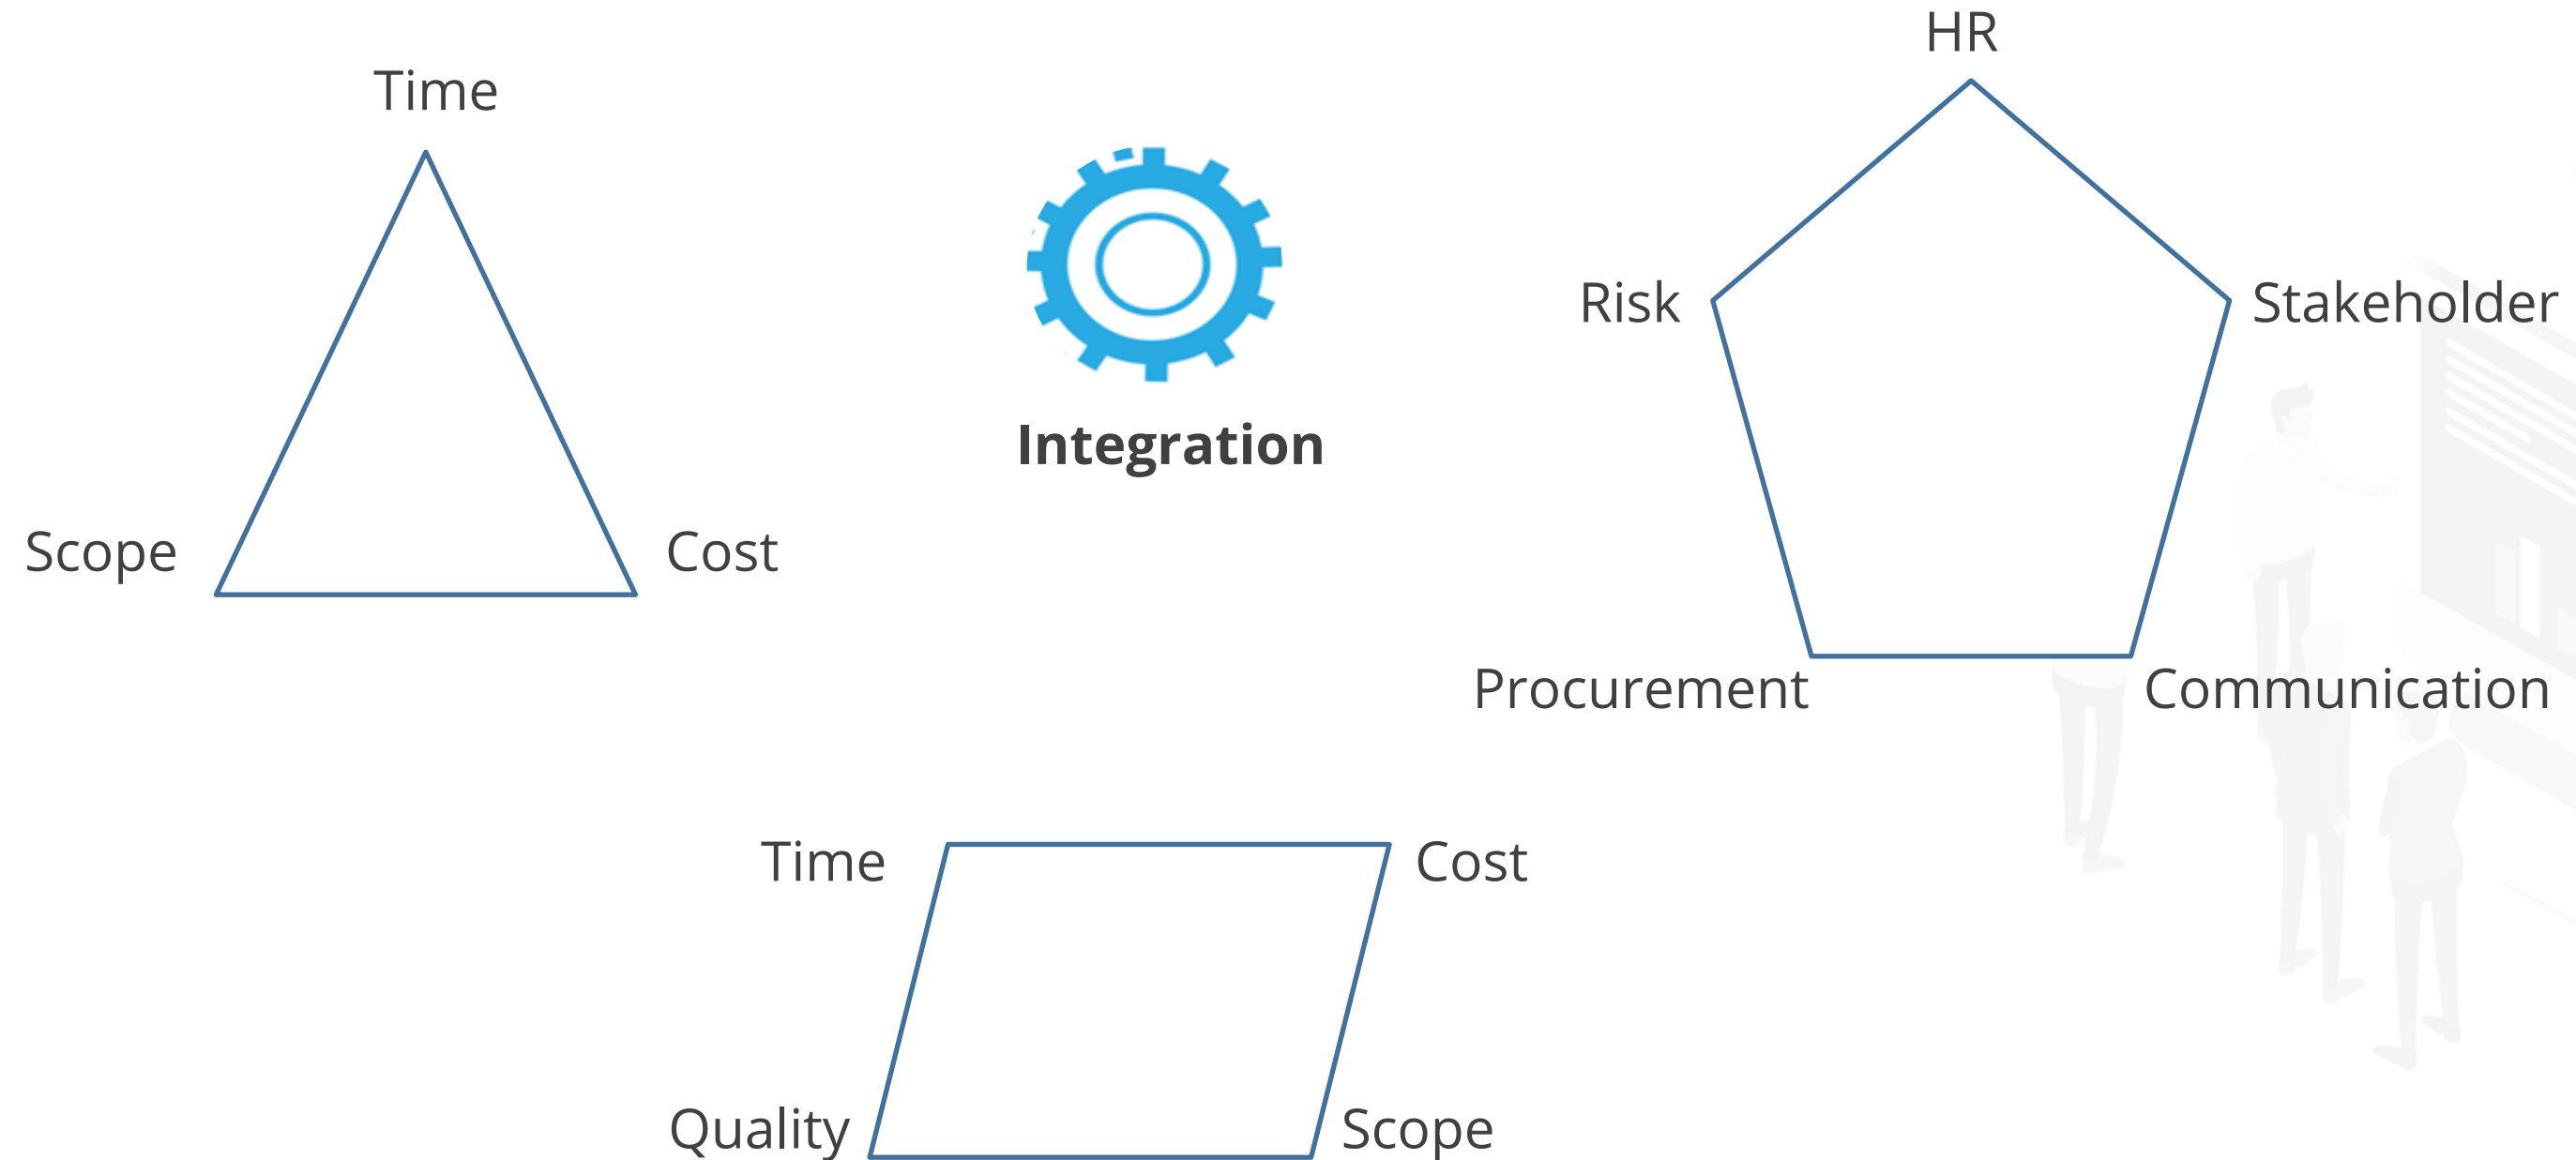 HR
Time
Risk
Stakeholder
Integration
Scope
Cost
Procurement
Communication
Time
Cost
Quality
Scope